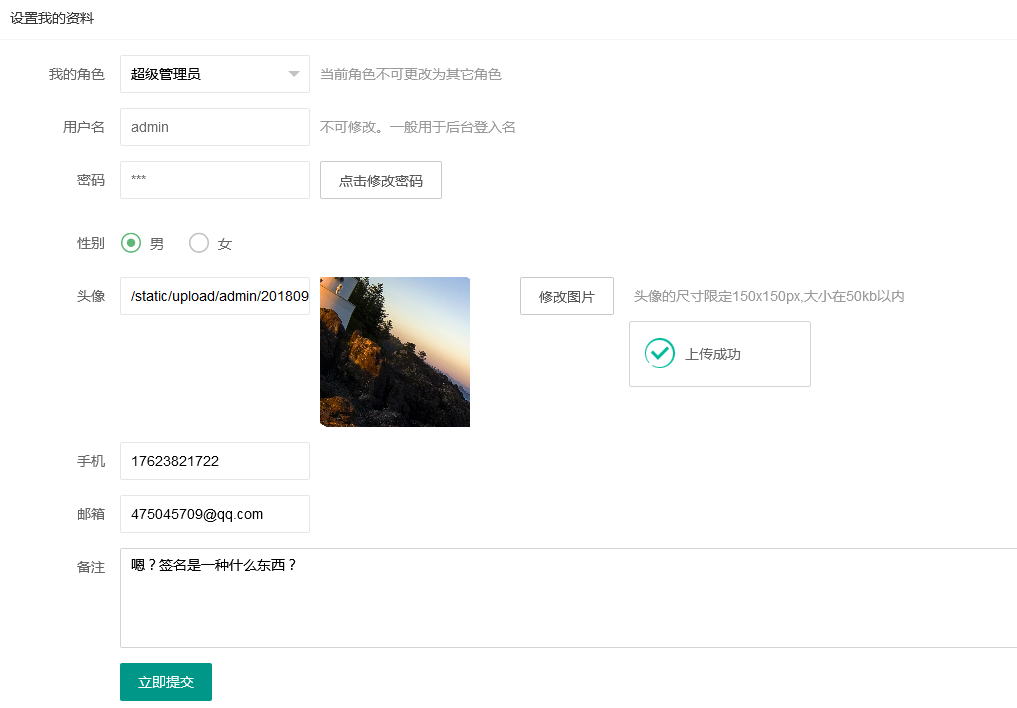 设置我的资料
我的角色 超级管理员 当前角色不可更改为其它角色
用户名 admin 不可修改。一般用于后台登入名
密码 *** 点击修改密码
性别 男 女
头像 /static/upload/admin/201809 修改图片 头像的尺寸限定150x150px,大小在50kb以内
上传成功
手机 17623821722
邮箱 475045709@qq.com
备注 嗯？签名是一种什么东西？
立即提交